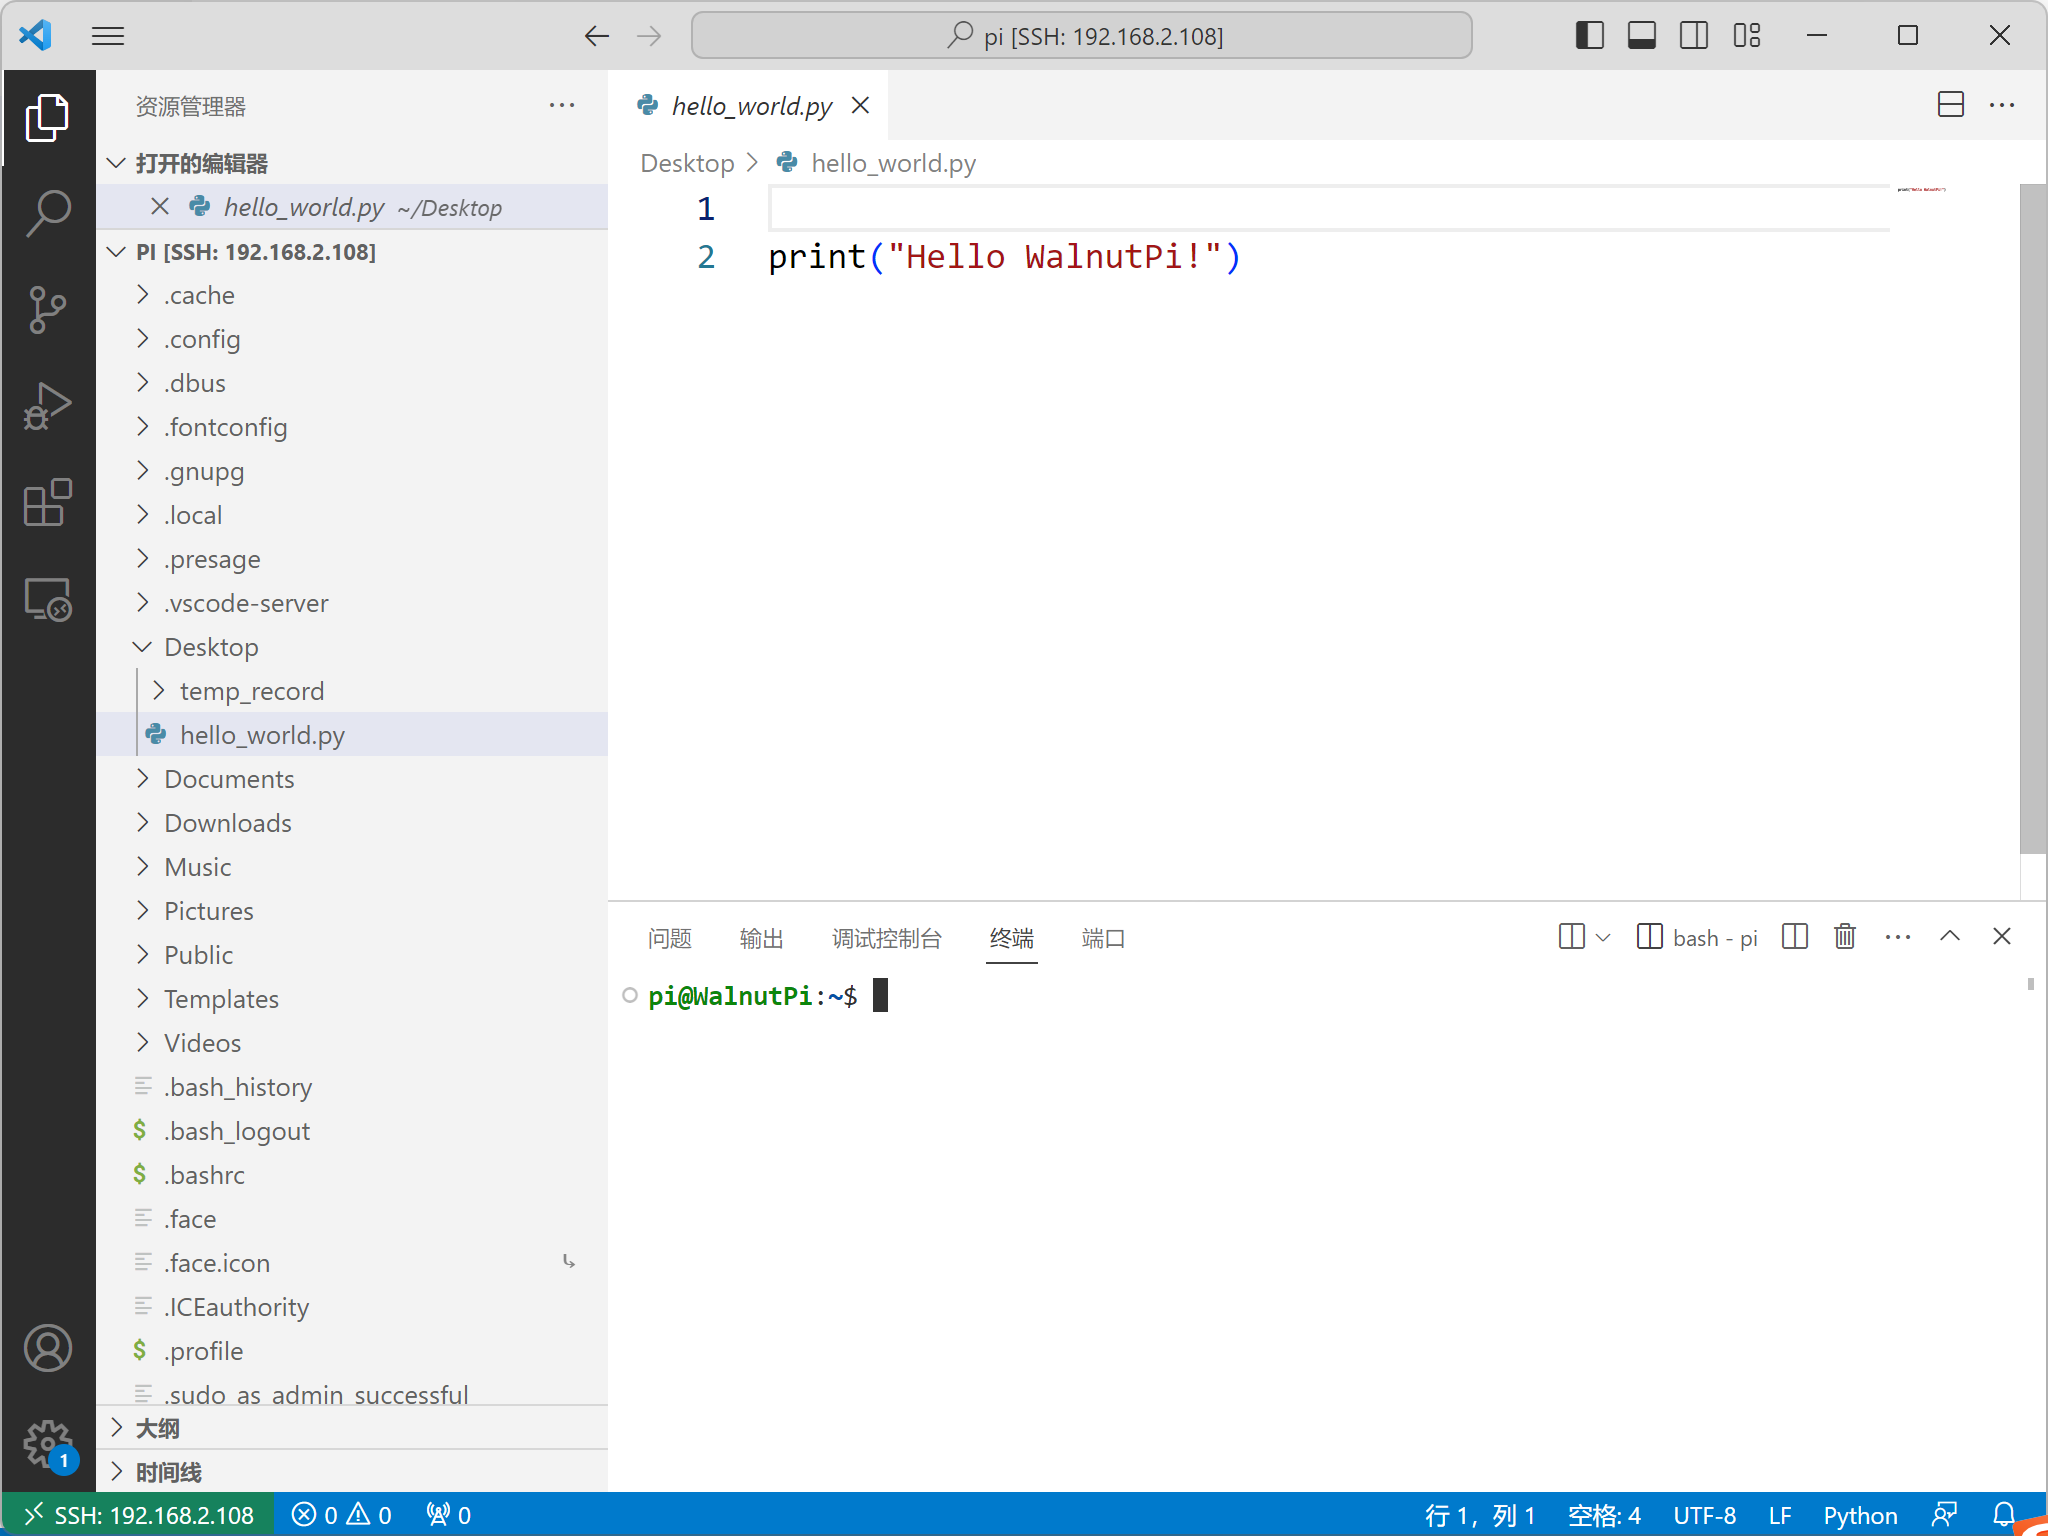 pi [SSH: 192.168.2.108]
资源管理器
打开的编辑器
hello_world.py ~/Desktop
PI [SSH: 192.168.2.108]
.cache
.config
.dbus
.fontconfig
.gnupg
.local
.presage
.vscode-server
Desktop
temp_record
hello_world.py
Documents
Downloads
Music
Pictures
Public
Templates
Videos
.bash_history
$ .bash_logout
$ .bashrc
.face
.face.icon
.ICEauthority
$ .profile
.sudo_as_admin_successful
大纲
时间线
hello_world.py
Desktop > hello_world.py
1
2 print("Hello WalnutPi!")
print("Hello WalnutPi!")
问题 输出 调试控制台 终端 端口 bash - pi
pi@WalnutPi:~$
1
SSH: 192.168.2.108 0 0 0 行 1，列 1 空格: 4 UTF-8 LF Python